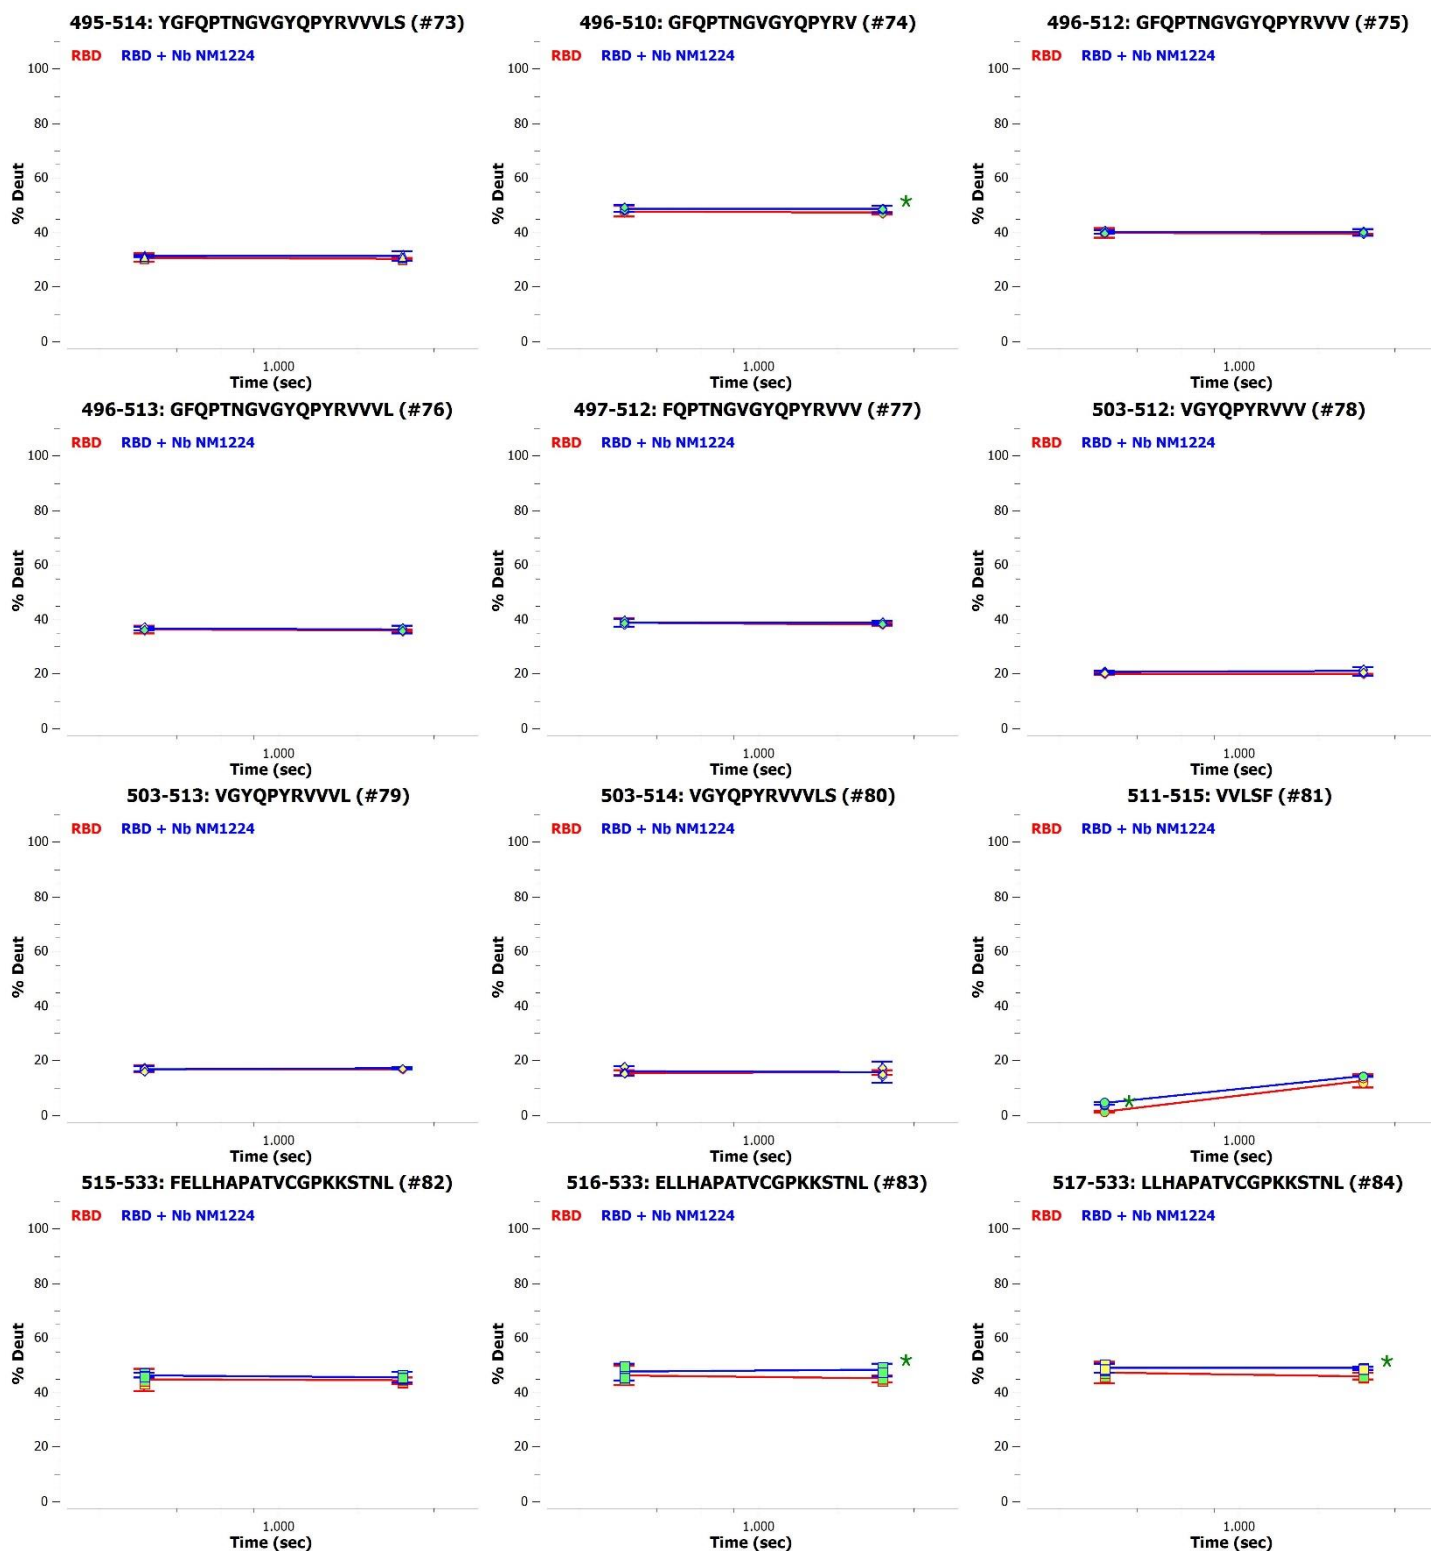 495-514: YGFQPTNGVGYQPYRVVVLS (#73)
RBD RBD + Nb NM1224
100
80
60
40
20
0
% Deut
1.000
Time (sec)
496-510: GFQPTNGVGYQPYRV (#74)
RBD RBD + Nb NM1224
100
80
60
40
20
0
% Deut
1.000
Time (sec)
496-512: GFQPTNGVGYQPYRVVV (#75)
RBD RBD + Nb NM1224
100
80
60
40
20
0
% Deut
1.000
Time (sec)
496-513: GFQPTNGVGYQPYRVVVL (#76)
RBD RBD + Nb NM1224
100
80
60
40
20
0
% Deut
1.000
Time (sec)
497-512: FQPTNGVGYQPYRVVV (#77)
RBD RBD + Nb NM1224
100
80
60
40
20
0
% Deut
1.000
Time (sec)
503-512: VGYQPYRVVV (#78)
RBD RBD + Nb NM1224
100
80
60
40
20
0
% Deut
1.000
Time (sec)
503-513: VGYQPYRVVVL (#79)
RBD RBD + Nb NM1224
100
80
60
40
20
0
% Deut
1.000
Time (sec)
503-514: VGYQPYRVVVLS (#80)
RBD RBD + Nb NM1224
100
80
60
40
20
0
% Deut
1.000
Time (sec)
511-515: VVLSF (#81)
RBD RBD + Nb NM1224
100
80
60
40
20
0
% Deut
1.000
Time (sec)
515-533: FELLHAPATVCGPKKSTNL (#82)
RBD RBD + Nb NM1224
100
80
60
40
20
0
% Deut
1.000
Time (sec)
516-533: ELLHAPATVCGPKKSTNL (#83)
RBD RBD + Nb NM1224
100
80
60
40
20
0
% Deut
1.000
Time (sec)
517-533: LLHAPATVCGPKKSTNL (#84)
RBD RBD + Nb NM1224
100
80
60
40
20
0
% Deut
1.000
Time (sec)